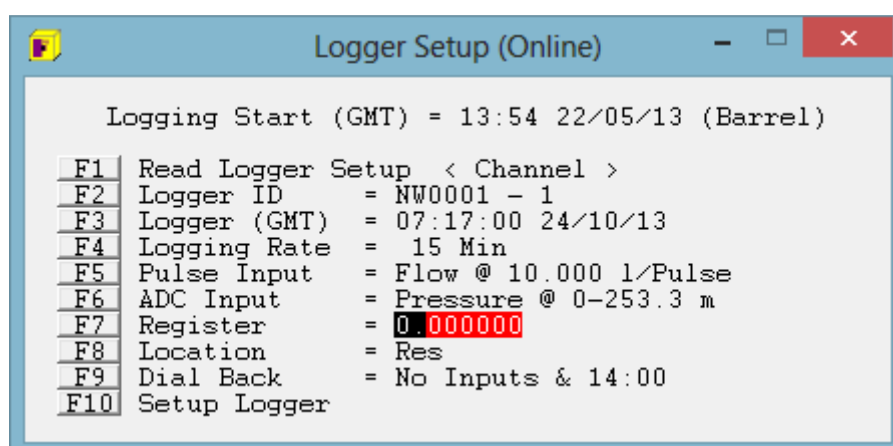 Logger Setup (Online)
Logging Start (GMT) = 13:54 22/05/13 (Barrel)
F1 Read Logger Setup < Channel >
F2 Logger ID = NW0001 - 1
F3 Logger (GMT) = 07:17:00 24/10/13
F4 Logging Rate = 15 Min
F5 Pulse Input = Flow @ 10.000 l/Pulse
F6 ADC Input = Pressure @ 0-253.3 m
F7 Register = 0.000000
F8 Location = Res
F9 Dial Back = No Inputs & 14:00
F10 Setup Logger